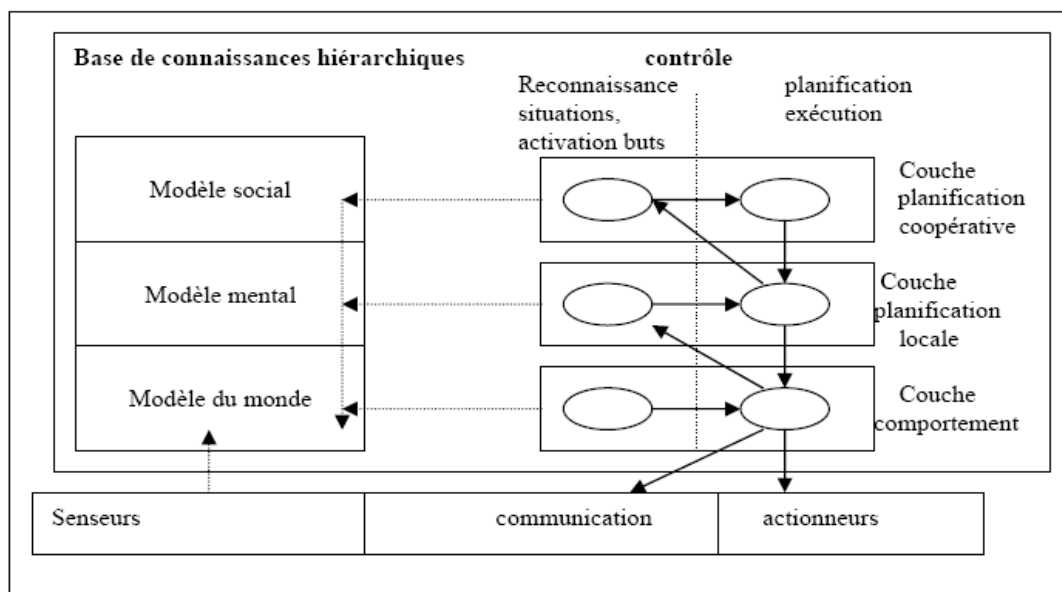 Base de connaissances hiérarchiques
contrôle
Reconnaissance
situations,
activation buts
planification
exécution
Modèle social
Couche
planification
coopérative
Modèle mental
Couche
planification
locale
Modèle du monde
Couche
comportement
Senseurs
communication
actionneurs